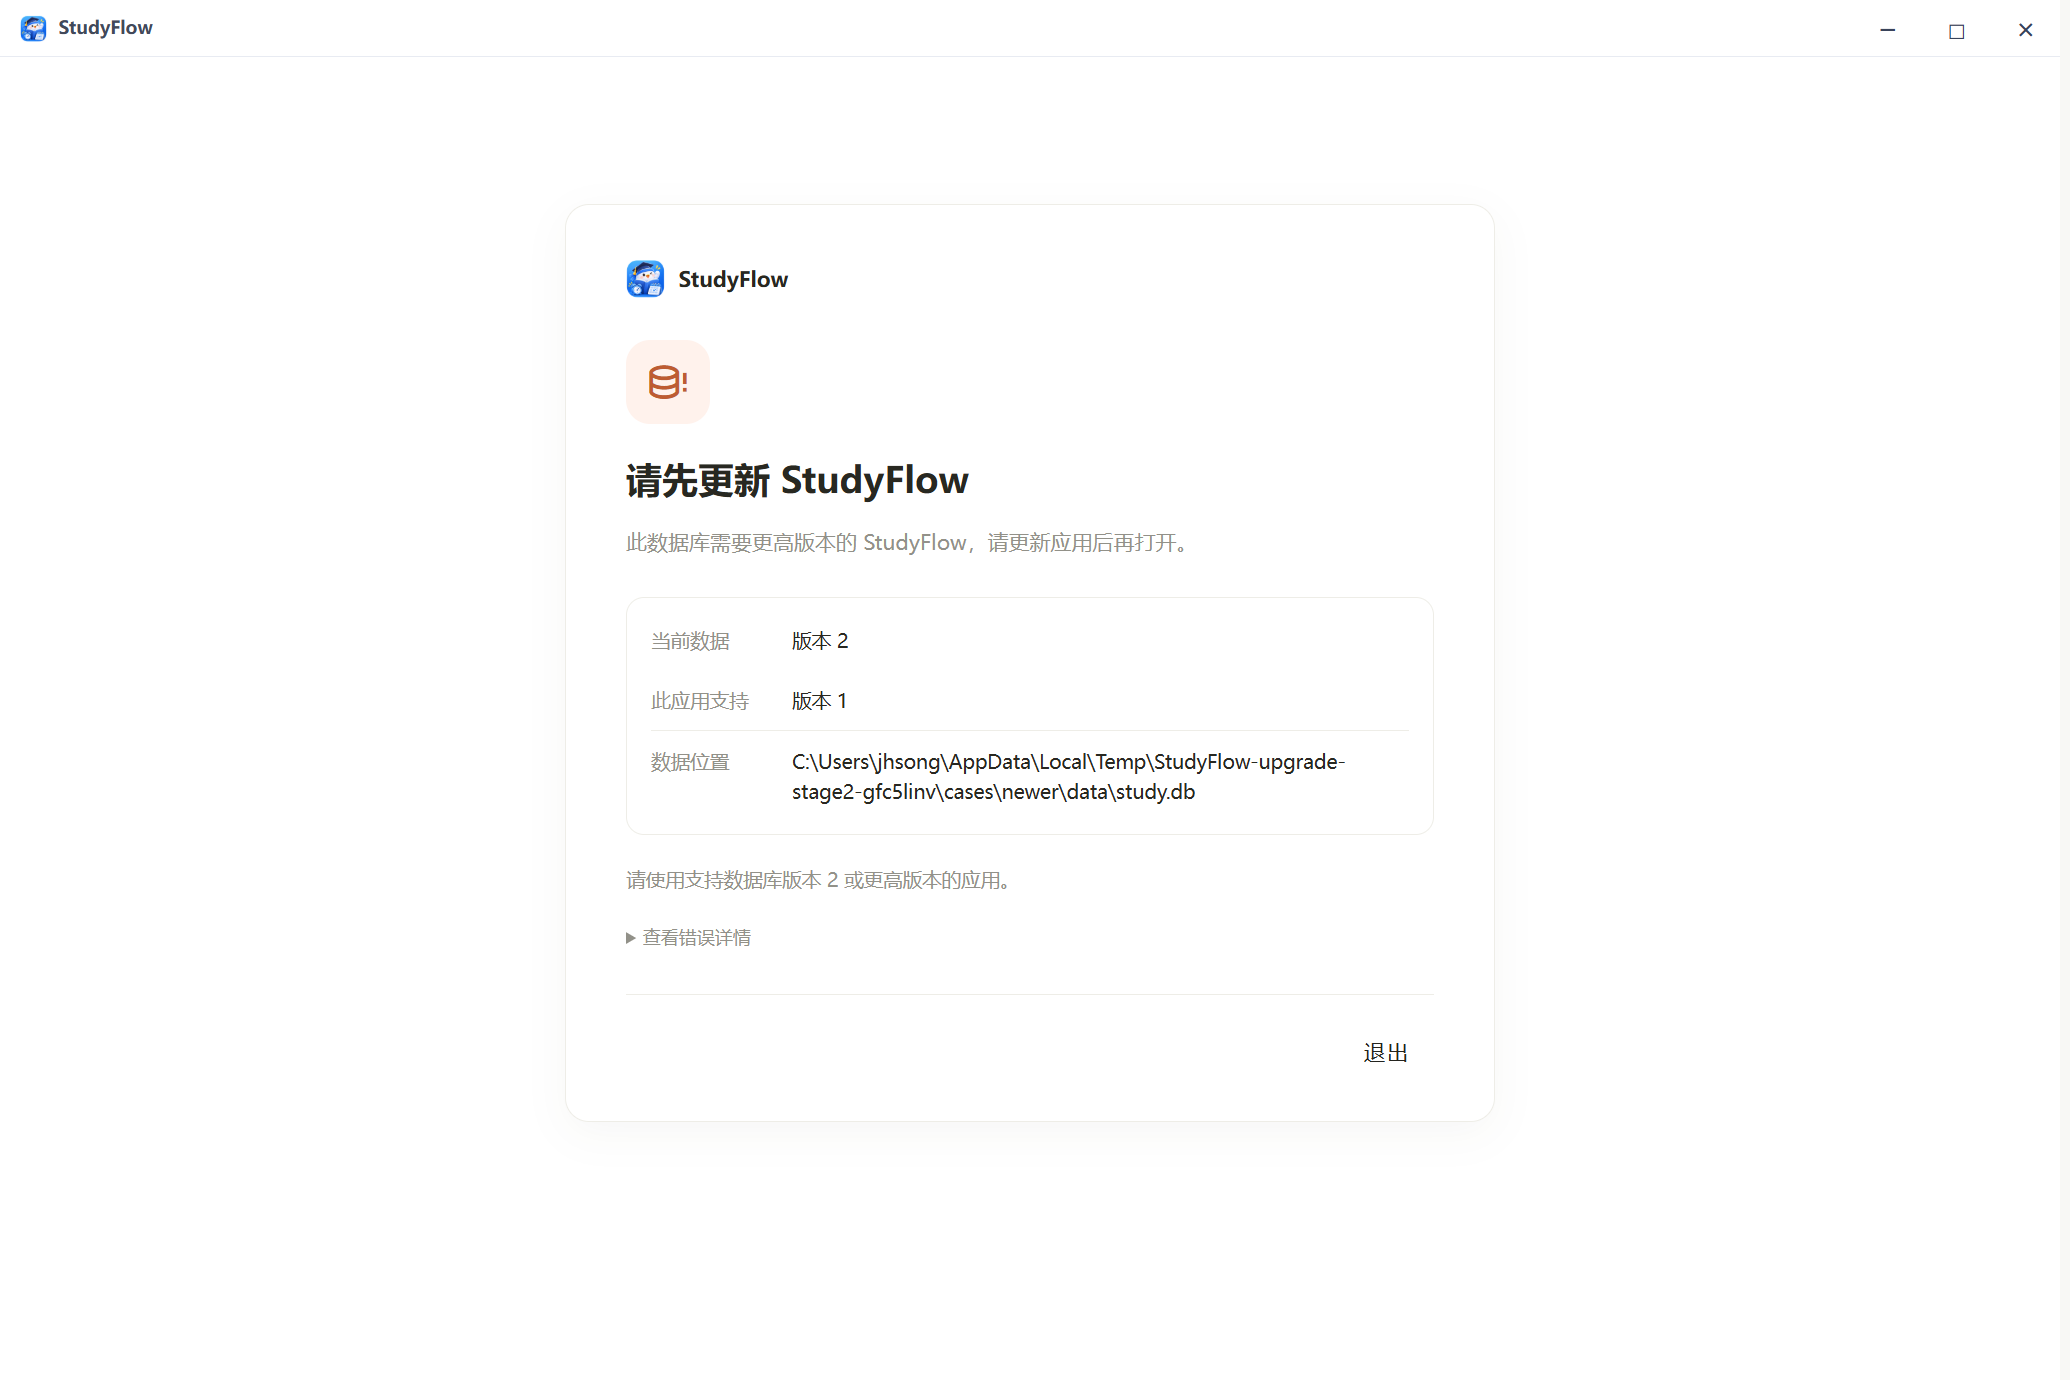 StudyFlow
StudyFlow
请先更新 StudyFlow
此数据库需要更高版本的 StudyFlow，请更新应用后再打开。
当前数据 版本 2
此应用支持 版本 1
数据位置 C:\Users\jhsong\AppData\Local\Temp\StudyFlow-upgrade-
stage2-gfc5linv\cases\newer\data\study.db
请使用支持数据库版本 2 或更高版本的应用。
查看错误详情
退出